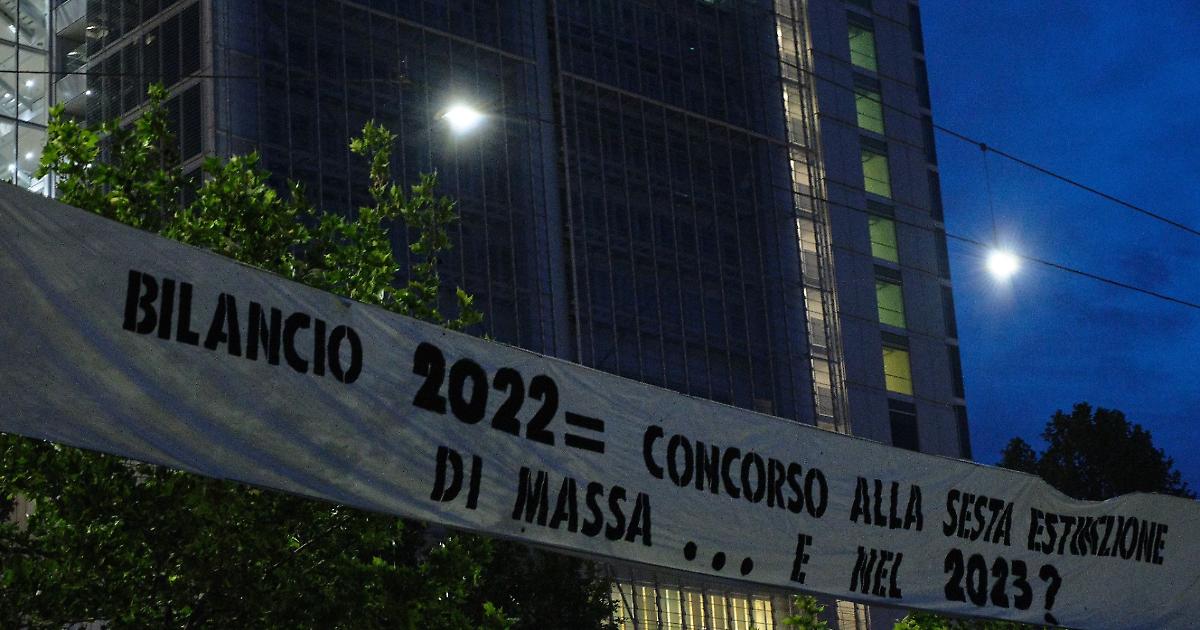 BILANCIO 2022= CONCORSO ALLA SESTA ESTINZIONE
DI MASSA ... E NEL 2023?